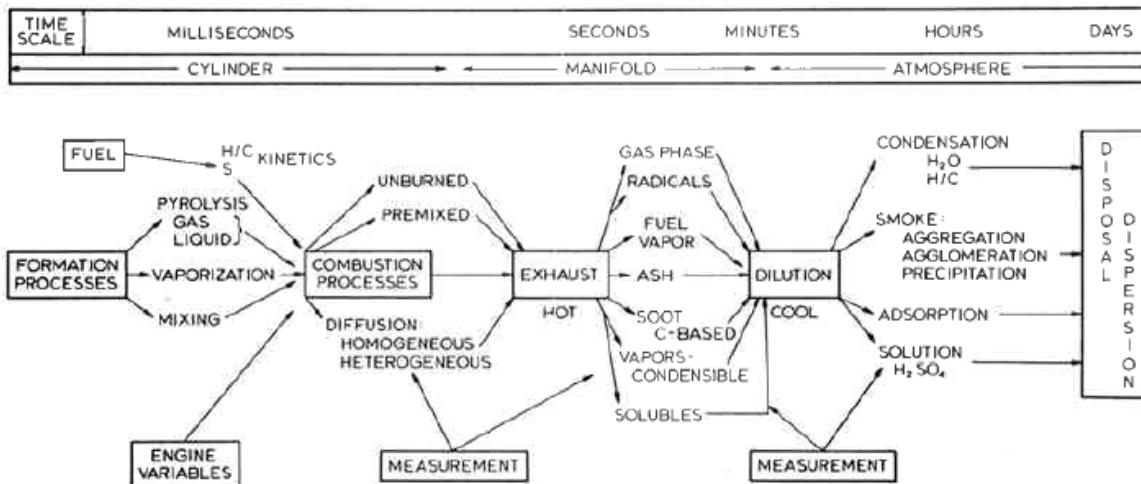 TIME SCALE
MILLISECONDS
SECONDS
MINUTES
HOURS
DAYS
CYLINDER
MANIFOLD
ATMOSPHERE
FUEL
H/C
S
KINETICS
PYROLYSIS
GAS
LIQUID}
FORMATION
PROCESSES
VAPORIZATION
MIXING
ENGINE
VARIABLES
UNBURNED
PREMIXED
COMBUSTION
PROCESSES
DIFFUSION:
HOMOGENEOUS
HETEROGENEOUS
MEASUREMENT
EXHAUST
HOT
GAS PHASE
RADICALS
FUEL
VAPOR
ASH
SOOT
C-BASED
VAPORS-
CONDENSIBLE
SOLUBLES
DILUTION
COOL
MEASUREMENT
CONDENSATION
H₂O
H/C
SMOKE:
AGGREGATION
AGGLOMERATION
PRECIPITATION
ADSORPTION
SOLUTION
H₂SO₄
DISPOSAL
DISPERSION